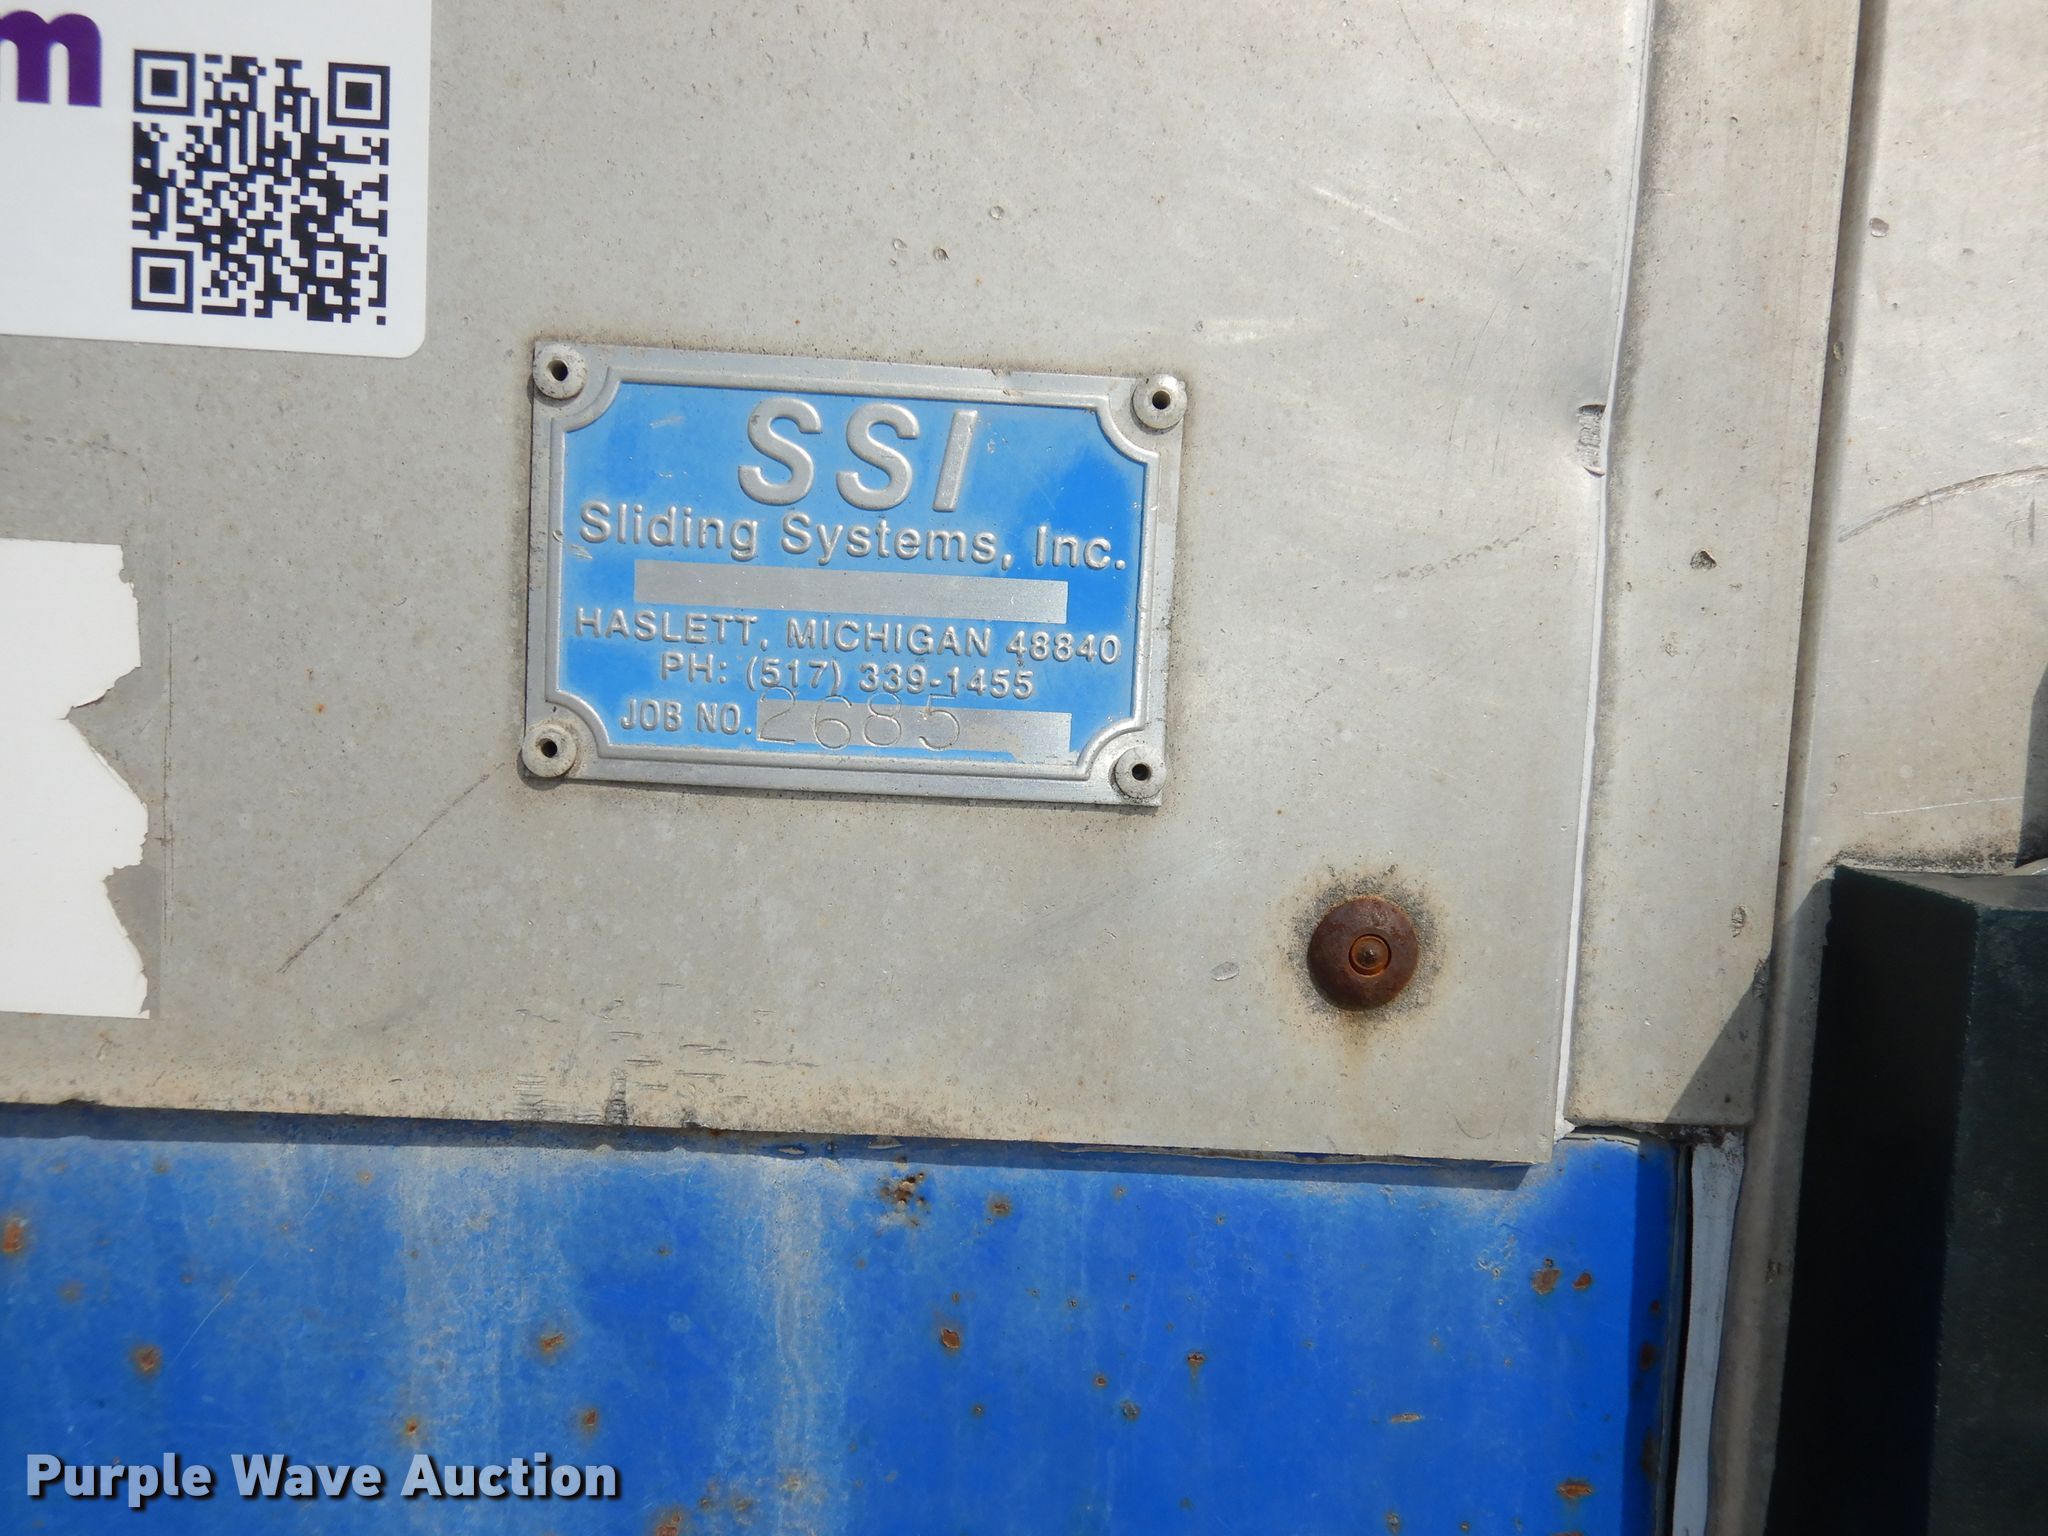 m
SSI
Sliding Systems, Inc.
HASLETT, MICHIGAN 48840
PH: (517) 339-1455
JOB NO. 2685
Purple Wave Auction